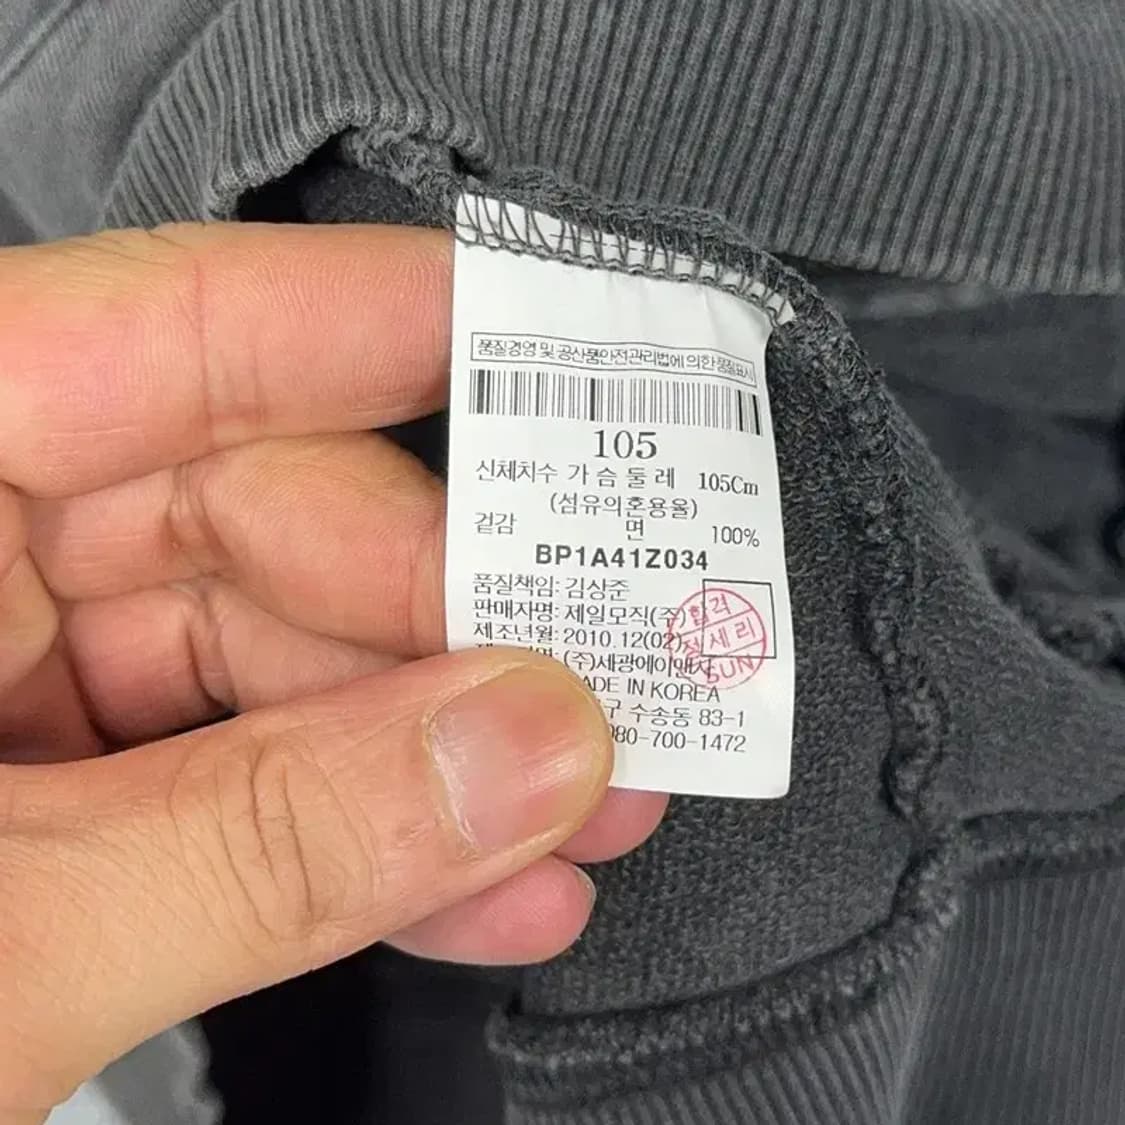 품질경영 및 공산품안전관리법에 의한 품질표시
105
신체치수 가 슴 둘 레 105Cm
(섬유의혼용율)
겉감 면 100%
BP1A41Z034
품질책임: 김상준
판매자명: 제일모직(주)
제조년월: 2010.12(02)
(주)세광에이앤지
ADE IN KOREA
구 수송동 83-1
080-700-1472
합격
세리
SUN